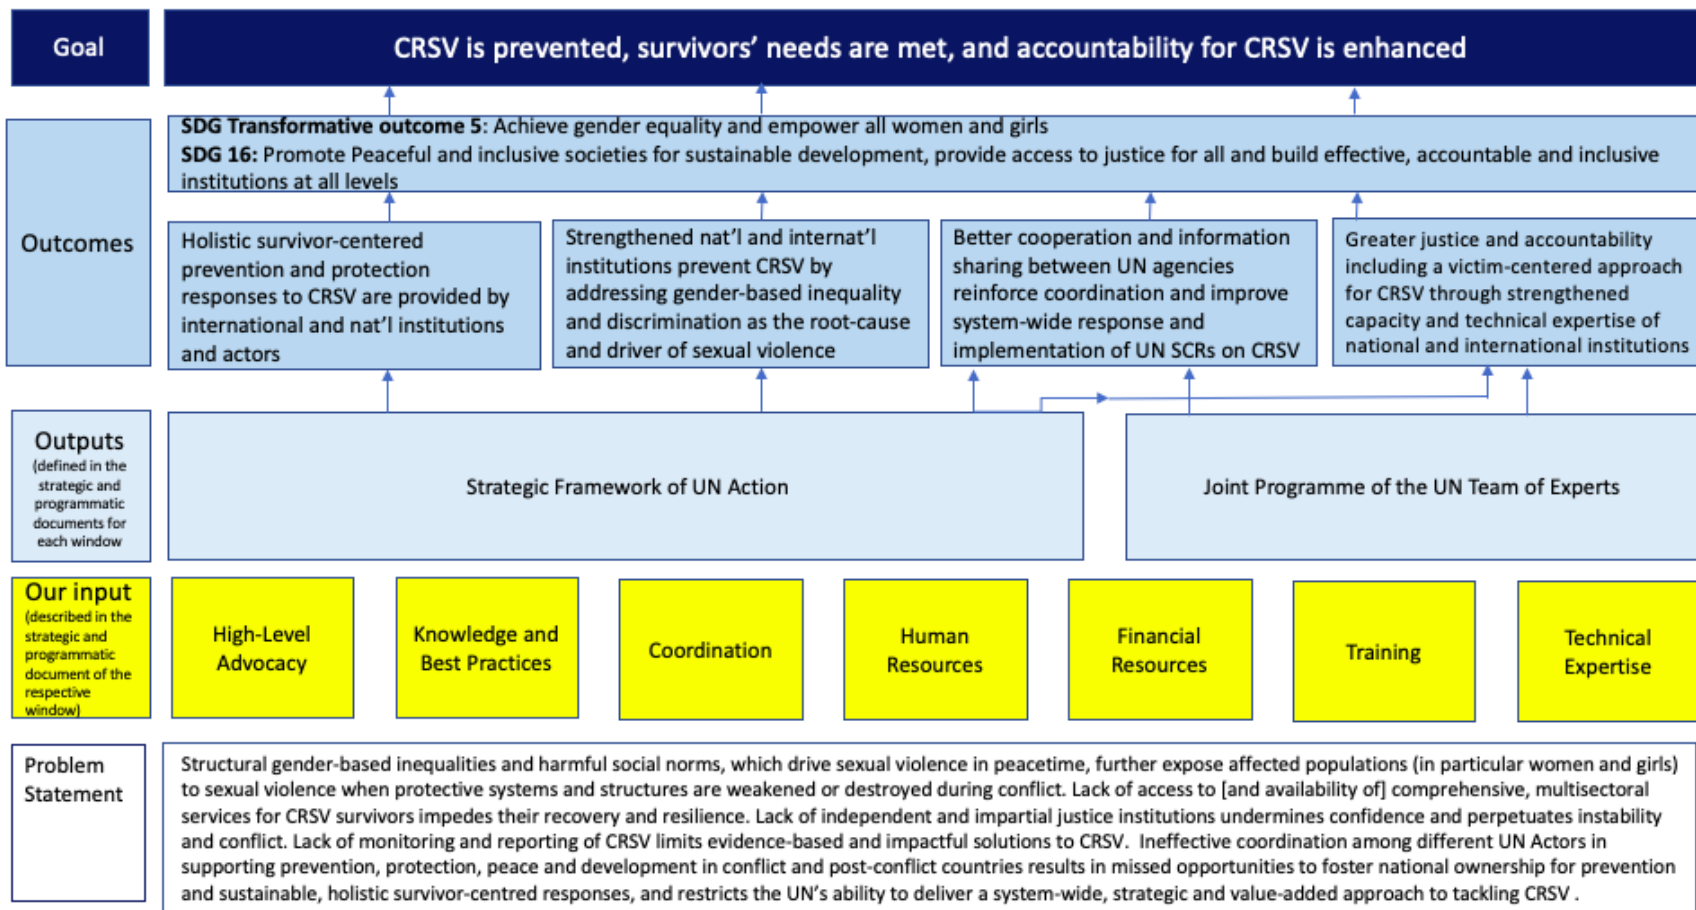 Goal
CRSV is prevented, survivors' needs are met, and accountability for CRSV is enhanced
Outcomes
SDG Transformative outcome 5: Achieve gender equality and empower all women and girls
SDG 16: Promote Peaceful and inclusive societies for sustainable development, provide access to justice for all and build effective, accountable and inclusive
institutions at all levels
Holistic survivor-centered
prevention and protection
responses to CRSV are provided by
international and nat'l institutions
and actors
Strengthened nat'l and internat'l
institutions prevent CRSV by
addressing gender-based inequality
and discrimination as the root-cause
and driver of sexual violence
Better cooperation and information
sharing between UN agencies
reinforce coordination and improve
system-wide response and
implementation of UN SCRs on CRSV
Greater justice and accountability
including a victim-centered approach
for CRSV through strengthened
capacity and technical expertise of
national and international institutions
Outputs
(defined in the
strategic and
programmatic
documents for
each window
Strategic Framework of UN Action
Joint Programme of the UN Team of Experts
Our input
(described in the
strategic and
programmatic
document of the
respective
window)
High-Level
Advocacy
Knowledge and
Best Practices
Coordination
Human
Resources
Financial
Resources
Training
Technical
Expertise
Problem
Statement
Structural gender-based inequalities and harmful social norms, which drive sexual violence in peacetime, further expose affected populations (in particular women and girls)
to sexual violence when protective systems and structures are weakened or destroyed during conflict. Lack of access to [and availability of] comprehensive, multisectoral
services for CRSV survivors impedes their recovery and resilience. Lack of independent and impartial justice institutions undermines confidence and perpetuates instability
and conflict. Lack of monitoring and reporting of CRSV limits evidence-based and impactful solutions to CRSV.  Ineffective coordination among different UN Actors in
supporting prevention, protection, peace and development in conflict and post-conflict countries results in missed opportunities to foster national ownership for prevention
and sustainable, holistic survivor-centred responses, and restricts the UN's ability to deliver a system-wide, strategic and value-added approach to tackling CRSV .